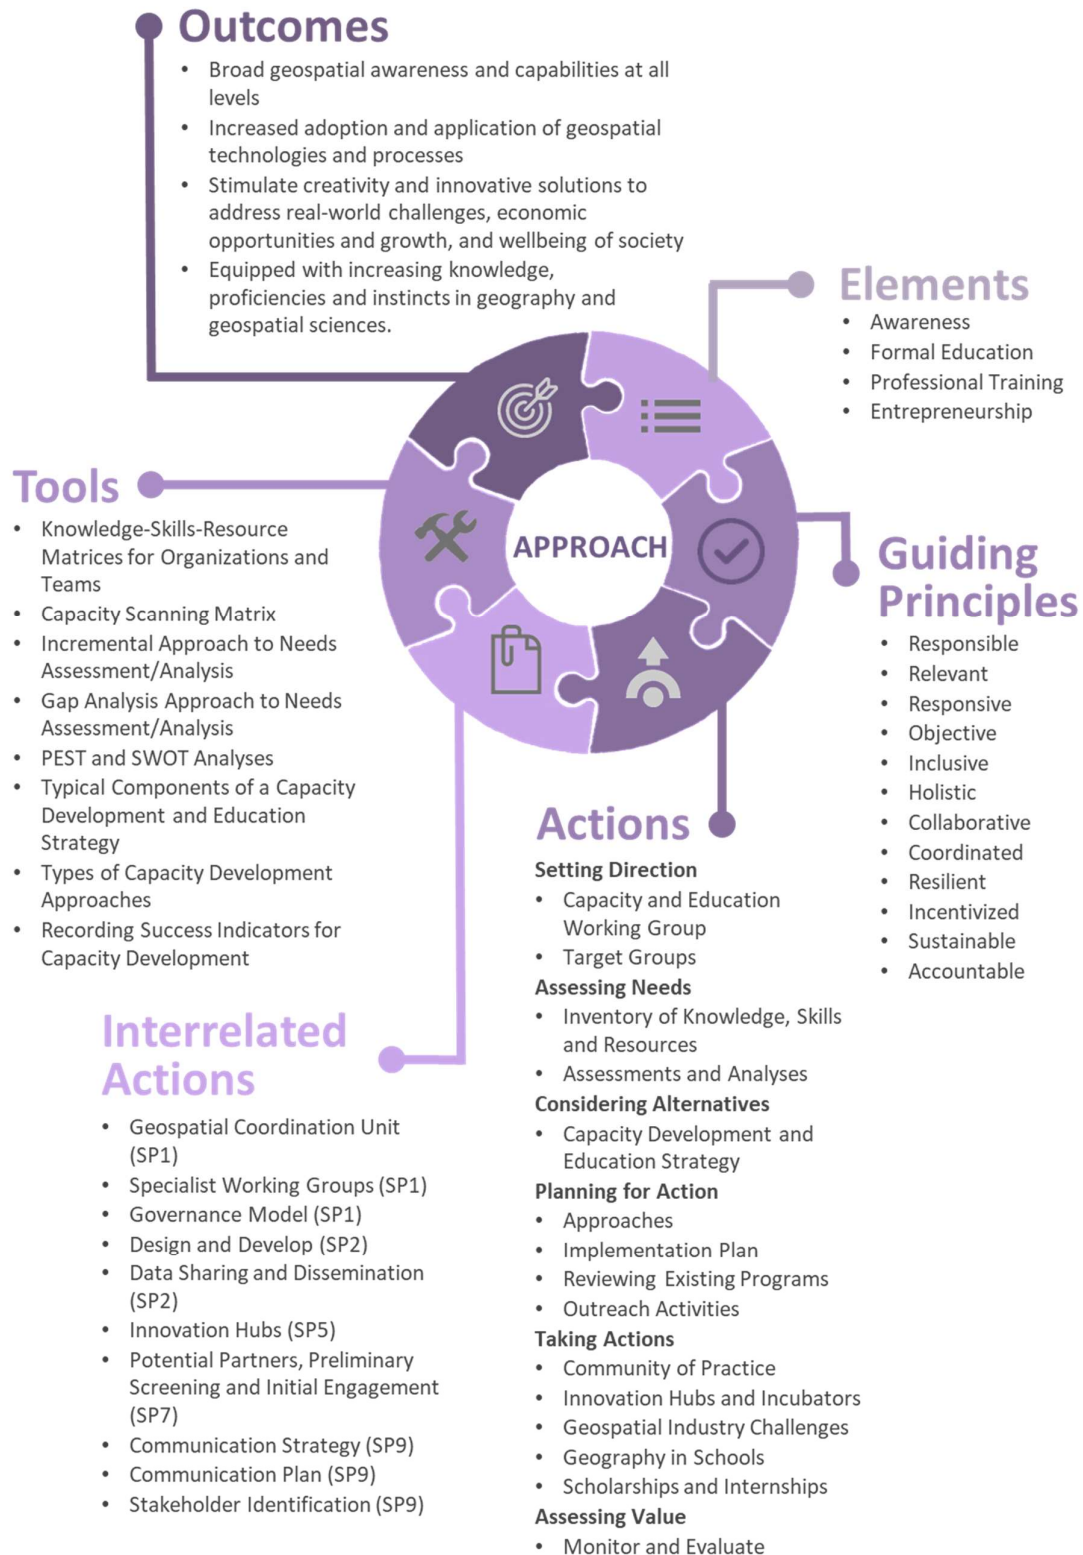 Outcomes
• Broad geospatial awareness and capabilities at all
levels
• Increased adoption and application of geospatial
technologies and processes
• Stimulate creativity and innovative solutions to
address real-world challenges, economic
opportunities and growth, and wellbeing of society
• Equipped with increasing knowledge,
proficiencies and instincts in geography and
geospatial sciences.
Elements
• Awareness
• Formal Education
• Professional Training
• Entrepreneurship
APPROACH
Tools
• Knowledge-Skills-Resource
Matrices for Organizations and
Teams
• Capacity Scanning Matrix
• Incremental Approach to Needs
Assessment/Analysis
• Gap Analysis Approach to Needs
Assessment/Analysis
• PEST and SWOT Analyses
• Typical Components of a Capacity
Development and Education
Strategy
• Types of Capacity Development
Approaches
• Recording Success Indicators for
Capacity Development
Guiding
Principles
• Responsible
• Relevant
• Responsive
• Objective
• Inclusive
• Holistic
• Collaborative
• Coordinated
• Resilient
• Incentivized
• Sustainable
• Accountable
Actions
Setting Direction
• Capacity and Education
Working Group
• Target Groups
Assessing Needs
• Inventory of Knowledge, Skills
and Resources
• Assessments and Analyses
Considering Alternatives
• Capacity Development and
Education Strategy
Planning for Action
• Approaches
• Implementation Plan
• Reviewing Existing Programs
• Outreach Activities
Taking Actions
• Community of Practice
• Innovation Hubs and Incubators
• Geospatial Industry Challenges
• Geography in Schools
• Scholarships and Internships
Assessing Value
• Monitor and Evaluate
Interrelated
Actions
• Geospatial Coordination Unit
(SP1)
• Specialist Working Groups (SP1)
• Governance Model (SP1)
• Design and Develop (SP2)
• Data Sharing and Dissemination
(SP2)
• Innovation Hubs (SP5)
• Potential Partners, Preliminary
Screening and Initial Engagement
(SP7)
• Communication Strategy (SP9)
• Communication Plan (SP9)
• Stakeholder Identification (SP9)